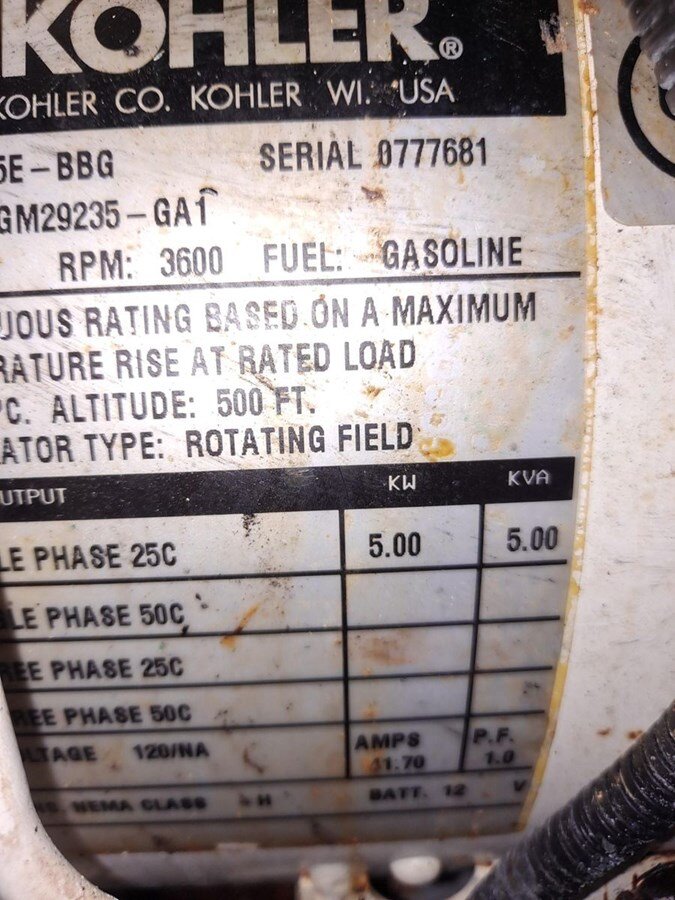 KOHLER®
KOHLER CO. KOHLER WI. USA
5E-BBG SERIAL 0777681
GM29235-GA1
RPM: 3600 FUEL: GASOLINE
UOUS RATING BASED ON A MAXIMUM
RATURE RISE AT RATED LOAD
PC. ALTITUDE: 500 FT.
ATOR TYPE: ROTATING FIELD
UTPUT KW KVA
LE PHASE 25C 5.00 5.00
LE PHASE 50C
REE PHASE 25C
REE PHASE 50C
LTAGE 120/NA AMPS P.F.
41.70 1.0
NEMA CLASS -H BATT. 12 V